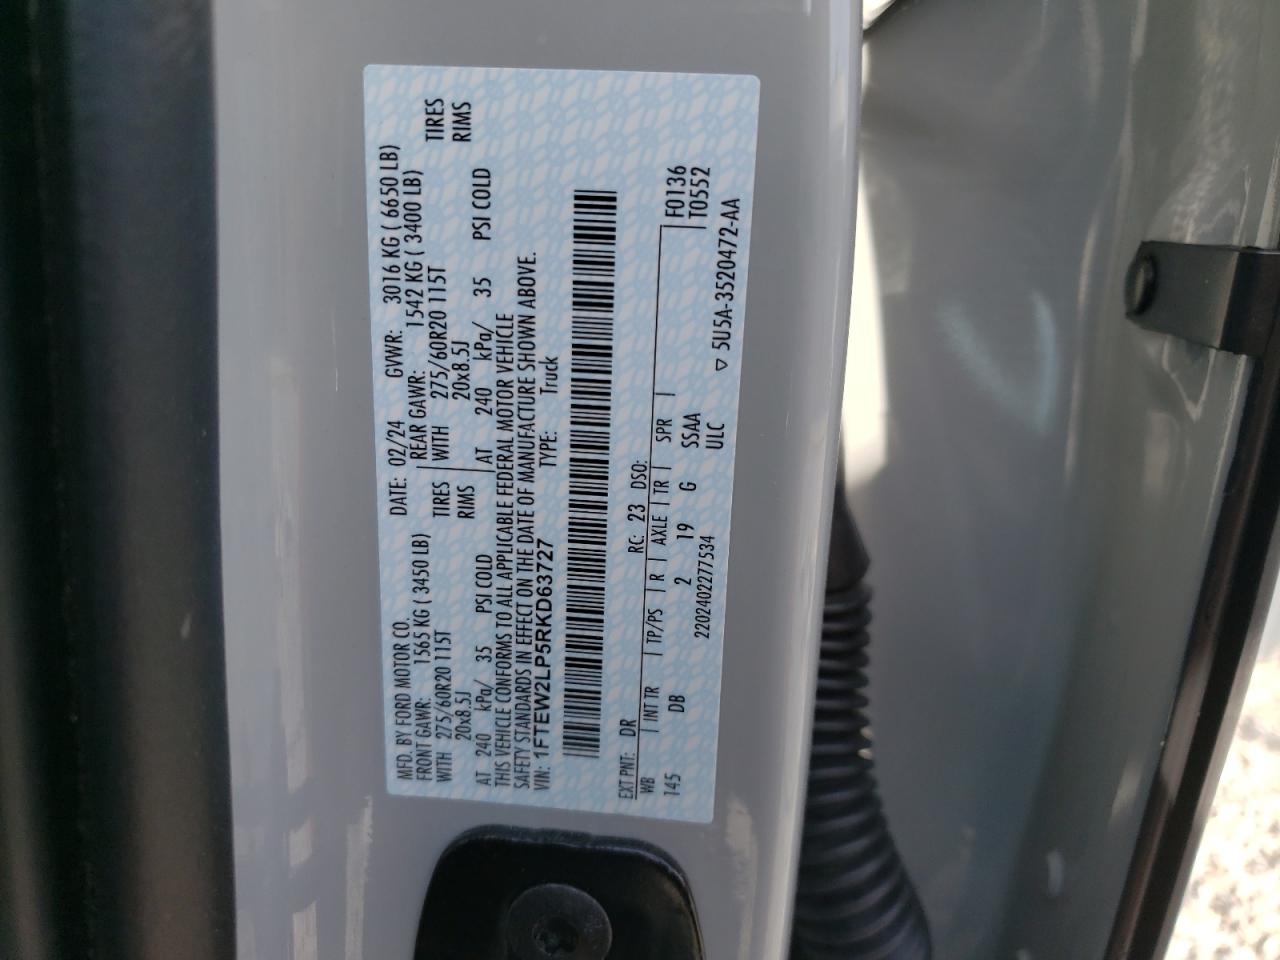 MFD. BY FORD MOTOR CO. DATE: 02/24 GVWR: 3016 KG ( 6650 LB)
FRONT GAWR: 1565 KG ( 3450 LB) REAR GAWR: 1542 KG ( 3400 LB)
WITH 275/60R20 115T TIRES WITH 275/60R20 115T TIRES
20x8.5J RIMS 20x8.5J RIMS
AT 240 kPa/ 35 PSI COLD AT 240 kPa/ 35 PSI COLD
THIS VEHICLE CONFORMS TO ALL APPLICABLE FEDERAL MOTOR VEHICLE
SAFETY STANDARDS IN EFFECT ON THE DATE OF MANUFACTURE SHOWN ABOVE.
VIN: 1FTEW2LP5RKD63727 TYPE: Truck
EXT PNT: DR RC: 23 DSO: F0136
WB INT TR TP/PS R AXLE TR SPR T0552
145 DB 2 19 G SSAA
2202402277534 ULC
▽ 5U5A-3520472-AA